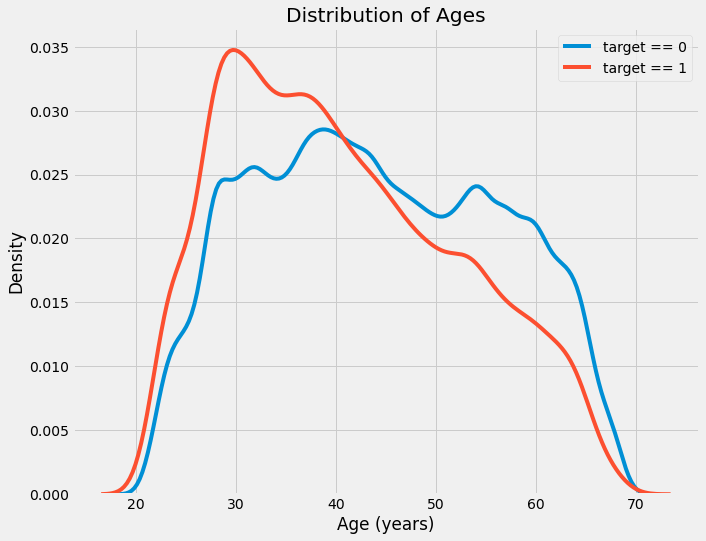 Distribution of Ages
target == 0
target == 1
0.035
0.030
0.025
0.020
0.015
0.010
0.005
0.000
Density
20 30 40 50 60 70
Age (years)